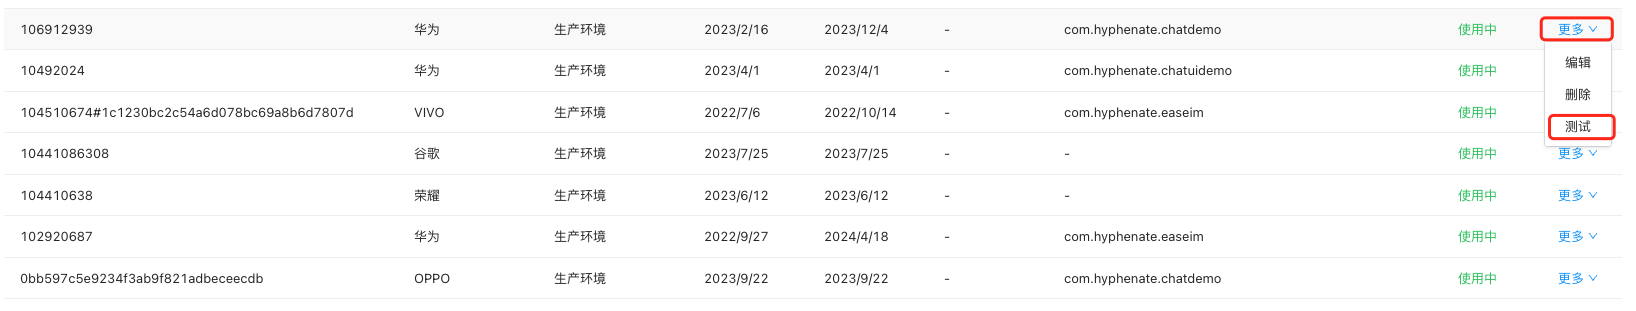 106912939 华为 生产环境 2023/2/16 2023/12/4 - com.hyphenate.chatdemo 使用中 更多
编辑
10492024 华为 生产环境 2023/4/1 2023/4/1 - com.hyphenate.chatuidemo 使用中
删除
104510674#1c1230bc2c54a6d078bc69a8b6d7807d VIVO 生产环境 2022/7/6 2022/10/14 - com.hyphenate.easeim 使用中
测试
10441086308 谷歌 生产环境 2023/7/25 2023/7/25 - - 使用中 更多
104410638 荣耀 生产环境 2023/6/12 2023/6/12 - - 使用中 更多
102920687 华为 生产环境 2022/9/27 2024/4/18 - com.hyphenate.easeim 使用中 更多
0bb597c5e9234f3ab9f821adbeceecdb OPPO 生产环境 2023/9/22 2023/9/22 - com.hyphenate.chatdemo 使用中 更多